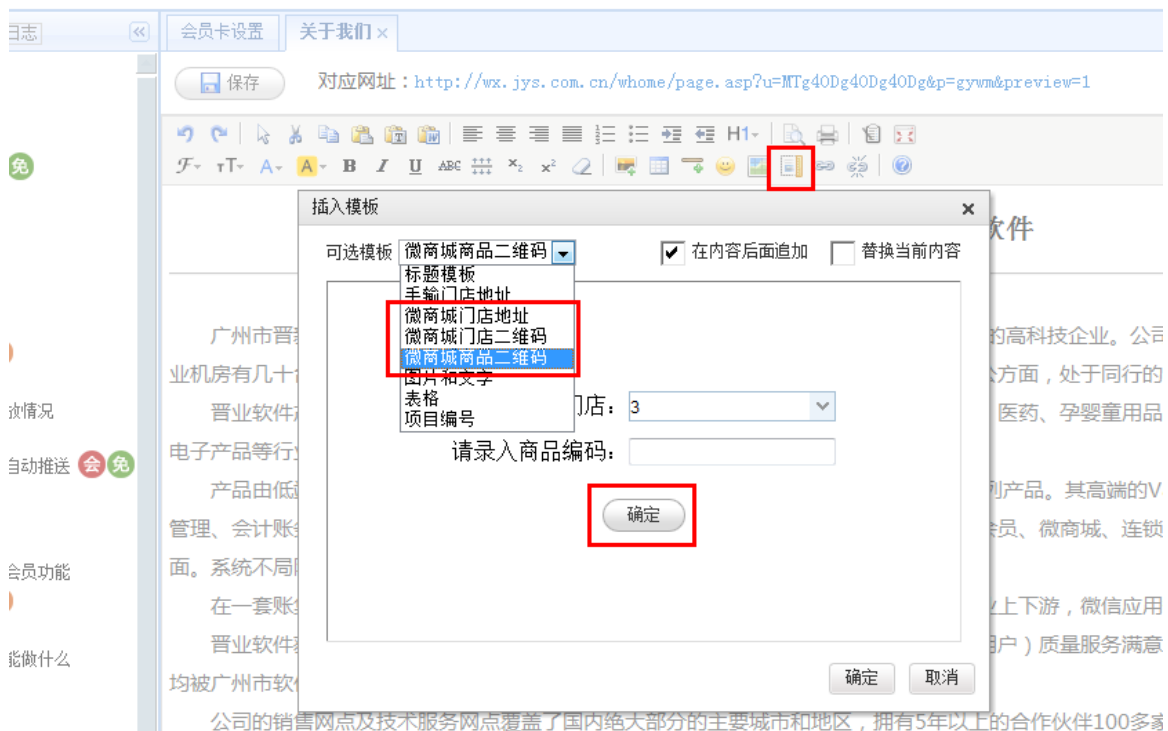 日志
会员卡设置 关于我们
保存 对应网址：http://wx.jys.com.cn/whome/page.asp?u=MTg4ODg4ODg4ODg&p=gywm&preview=1
H1
F TT A A B I U ABC x₂ x²
免
插入模板
软件
可选模板 微商城商品二维码 在内容后面追加 替换当前内容
标题模板
手输门店地址
微商城门店地址
微商城门店二维码
微商城商品二维码
图片和文字
表格
项目编号
广州市晋 的高科技企业。公司
业机房有几十 方面，处于同行的
放情况
晋业软件 医药、孕婴童用品
门店： 3
电子产品等行
请录入商品编码：
自动推送 会 免
产品由低 列产品。其高端的V
确定
管理、会计账 会员、微商城、连锁
面。系统不局
会员功能
在一套账 业上下游，微信应用
晋业软件 用户）质量服务满意
能做什么
确定 取消
均被广州市软
公司的销售网点及技术服务网点覆盖了国内绝大部分的主要城市和地区，拥有5年以上的合作伙伴100多家